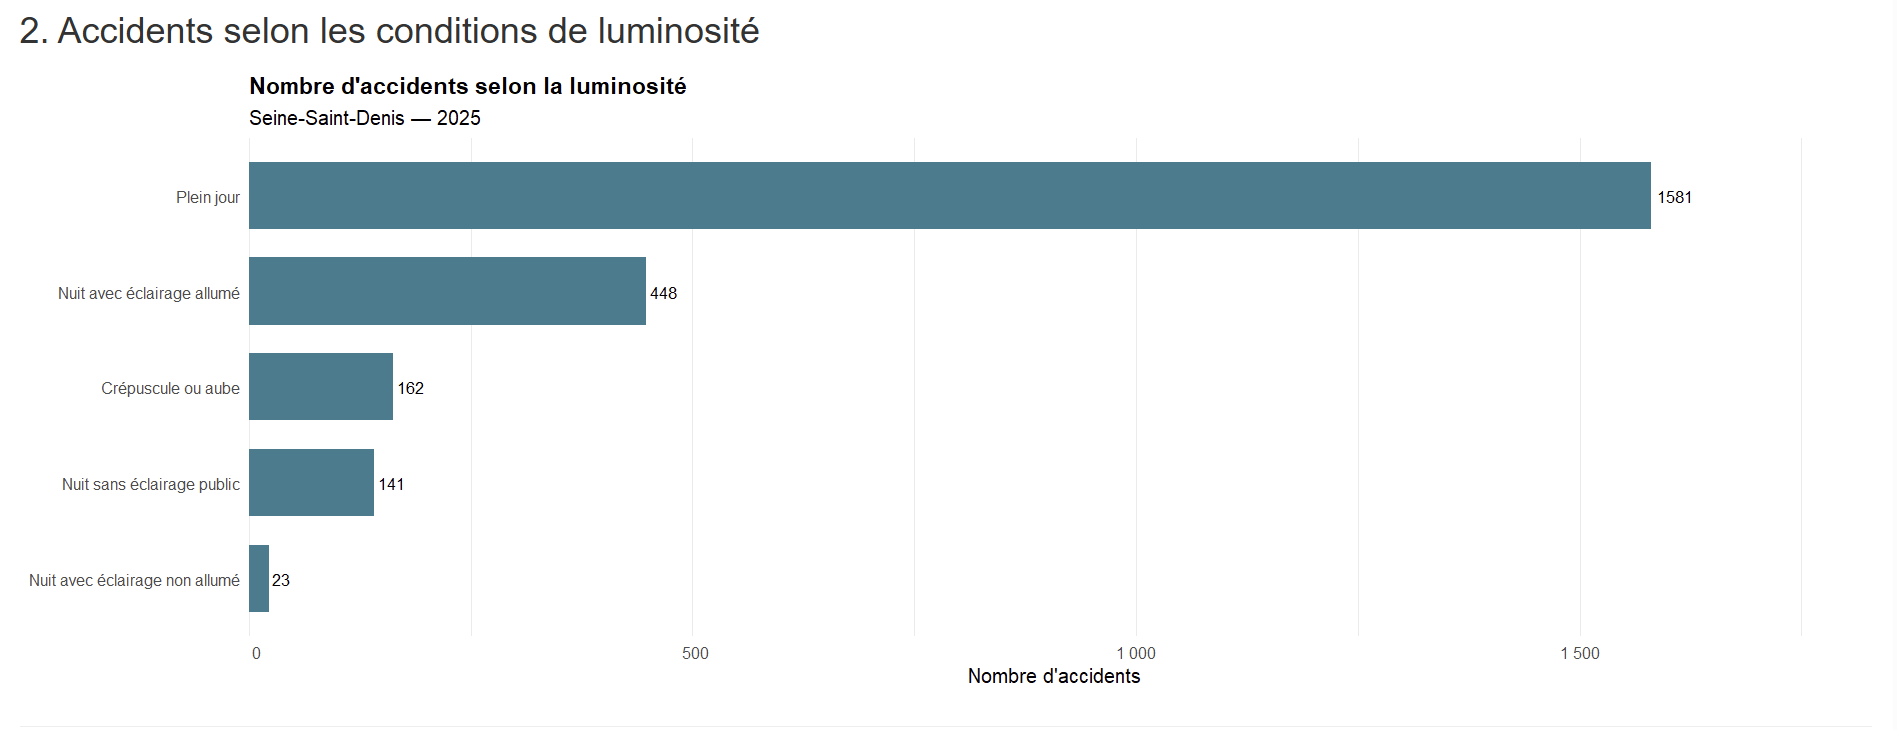 2. Accidents selon les conditions de luminosité
Nombre d'accidents selon la luminosité
Seine-Saint-Denis — 2025
Plein jour 1581
Nuit avec éclairage allumé 448
Crépuscule ou aube 162
Nuit sans éclairage public 141
Nuit avec éclairage non allumé 23
0 500 1 000 1 500
Nombre d'accidents